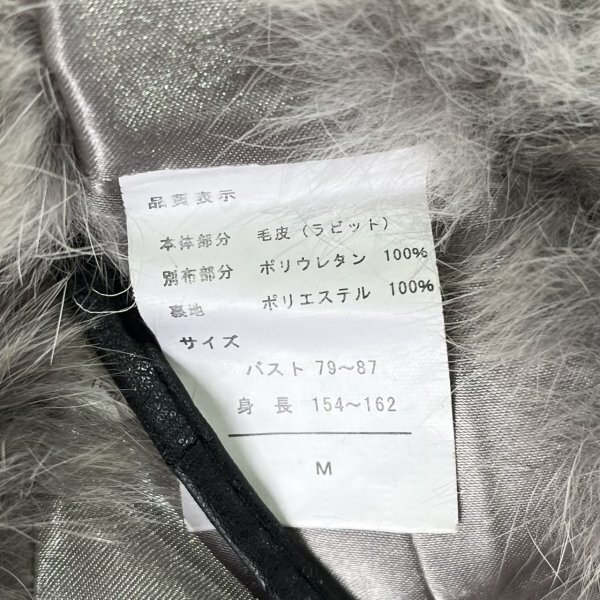 品質表示
本体部分 毛皮(ラビット)
別布部分 ポリウレタン 100%
裏地 ポリエステル 100%
サイズ
バスト 79～87
身長 154～162
M